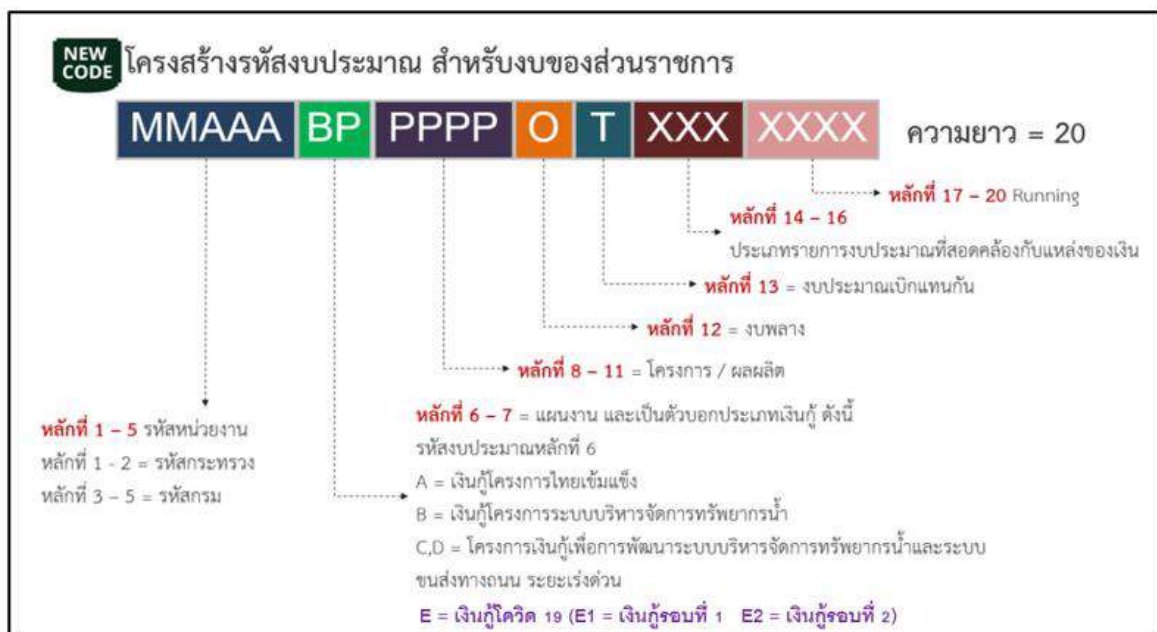 NEW CODE โครงสร้างรหัสงบประมาณ สำหรับงบของส่วนราชการ
MMAAA BP PPPP O T XXX XXXX ความยาว = 20
หลักที่ 17 – 20 Running
หลักที่ 14 – 16
ประเภทรายการงบประมาณที่สอดคล้องกับแหล่งของเงิน
หลักที่ 13 = งบประมาณเบิกแทนกัน
หลักที่ 12 = งบพลาง
หลักที่ 8 – 11 = โครงการ / ผลผลิต
หลักที่ 1 – 5 รหัสหน่วยงาน
หลักที่ 1 - 2 = รหัสกระทรวง
หลักที่ 3 – 5 = รหัสกรม
หลักที่ 6 – 7 = แผนงาน และเป็นตัวบอกประเภทเงินกู้ ดังนี้
รหัสงบประมาณหลักที่ 6
A = เงินกู้โครงการไทยเข้มแข็ง
B = เงินกู้โครงการระบบบริหารจัดการทรัพยากรน้ำ
C,D = โครงการเงินกู้เพื่อการพัฒนาระบบบริหารจัดการทรัพยากรน้ำและระบบ
ขนส่งทางถนน ระยะเร่งด่วน
E = เงินกู้โควิด 19 (E1 = เงินกู้รอบที่ 1 E2 = เงินกู้รอบที่ 2)